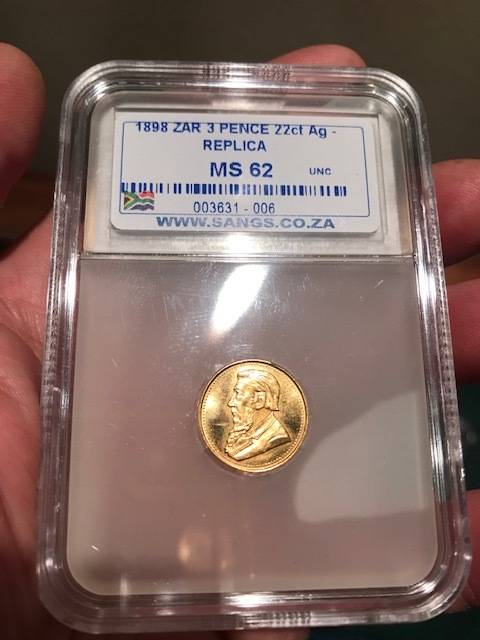 1898 ZAR 3 PENCE 22ct Ag -
REPLICA
MS 62 UNC
003631 - 006
WWW.SANGS.CO.ZA